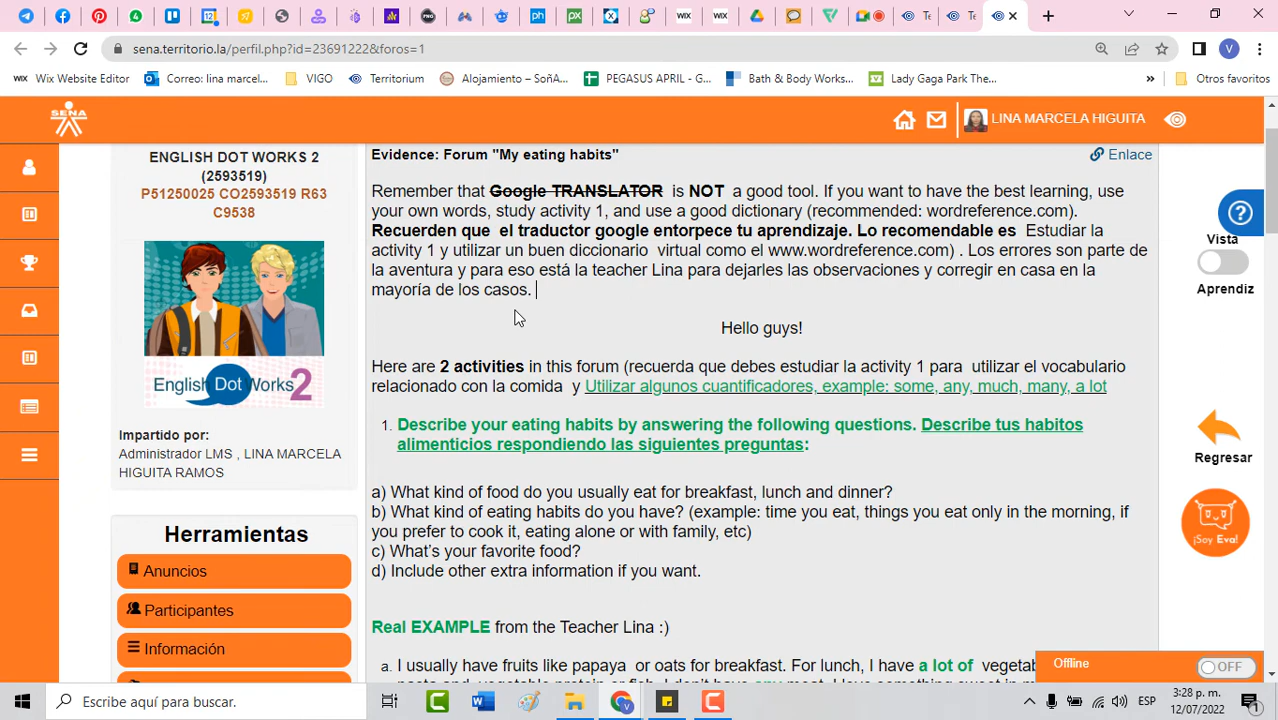 12
PNG
ph
PX
WIX
WIX
Te
Te
V
sena.territorio.la/perfil.php?id=23691222&foros=1
V
WIX Wix Website Editor
Correo: lina marcel...
VIGO
Territorium
Alojamiento – SoñA...
PEGASUS APRIL - G...
Bath & Body Works...
Lady Gaga Park The...
»
Otros favoritos
SENA
LINA MARCELA HIGUITA
ENGLISH DOT WORKS 2
(2593519)
P51250025 CO2593519 R63
C9538
English Dot Works 2
Impartido por:
Administrador LMS , LINA MARCELA
HIGUITA RAMOS
Herramientas
Anuncios
Participantes
Información
Evidence: Forum "My eating habits"
Enlace
Remember that Google TRANSLATOR is NOT a good tool. If you want to have the best learning, use
your own words, study activity 1, and use a good dictionary (recommended: wordreference.com).
Recuerden que el traductor google entorpece tu aprendizaje. Lo recomendable es Estudiar la
activity 1 y utilizar un buen diccionario virtual como el www.wordreference.com) . Los errores son parte de
la aventura y para eso está la teacher Lina para dejarles las observaciones y corregir en casa en la
mayoría de los casos.
Hello guys!
Here are 2 activities in this forum (recuerda que debes estudiar la activity 1 para utilizar el vocabulario
relacionado con la comida y Utilizar algunos cuantificadores, example: some, any, much, many, a lot
1. Describe your eating habits by answering the following questions. Describe tus habitos
alimenticios respondiendo las siguientes preguntas:
a) What kind of food do you usually eat for breakfast, lunch and dinner?
b) What kind of eating habits do you have? (example: time you eat, things you eat only in the morning, if
you prefer to cook it, eating alone or with family, etc)
c) What's your favorite food?
d) Include other extra information if you want.
Real EXAMPLE from the Teacher Lina :)
a. I usually have fruits like papaya or oats for breakfast. For lunch, I have a lot of
Vista
Aprendiz
Regresar
¡Soy Eva!
Offline
OFF
Escribe aquí para buscar.
ESP
3:28 p. m.
12/07/2022
1